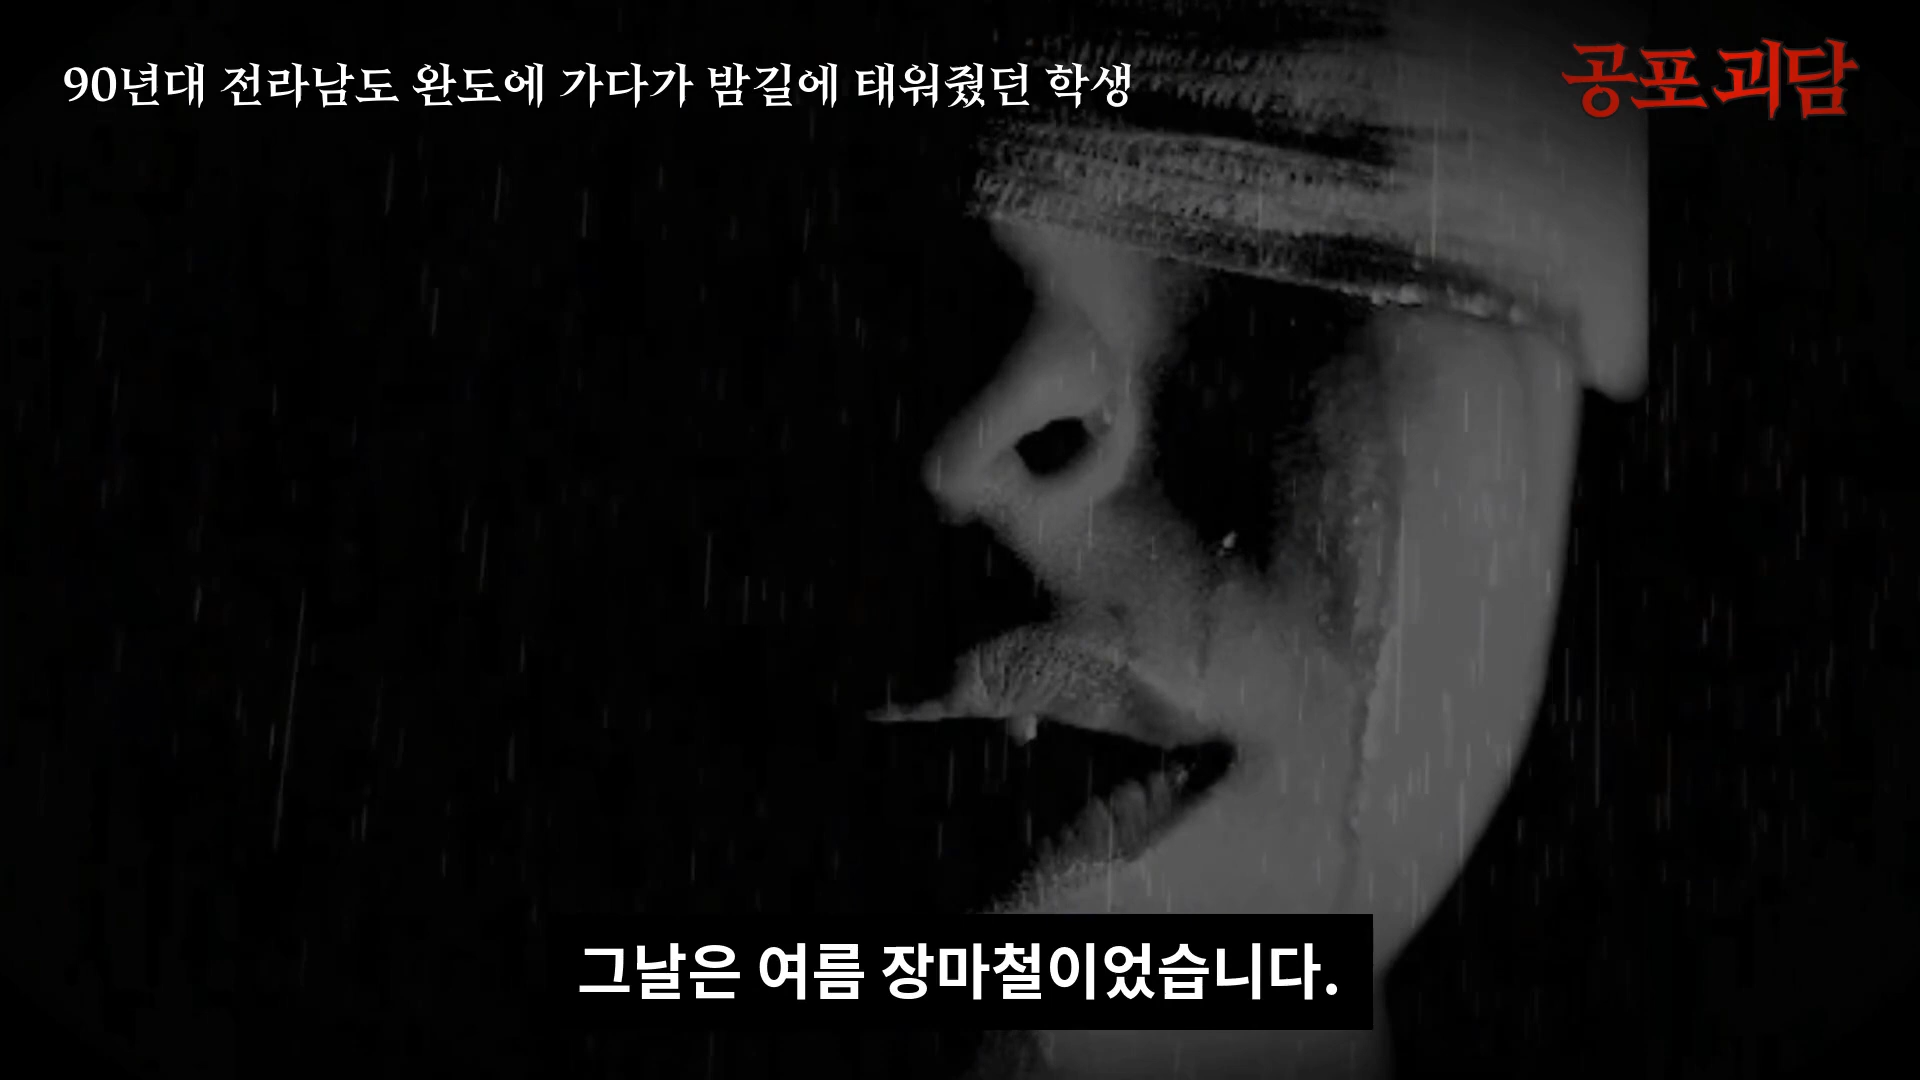 90년대 전라남도 완도에 가다가 밤길에 태워줬던 학생
공포 괴담
그날은 여름 장마철이었습니다.